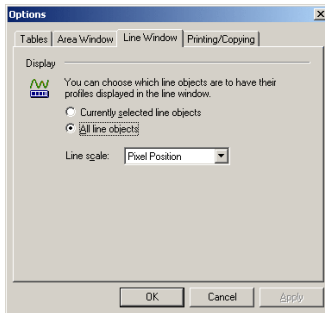 Options
Tables
Area Window
Line Window
Printing/Copying
Display
You can choose which line objects are to have their
profiles displayed in the line window.
Currently selected line objects
All line objects
Line scale:
Pixel Position
OK
Cancel
Apply